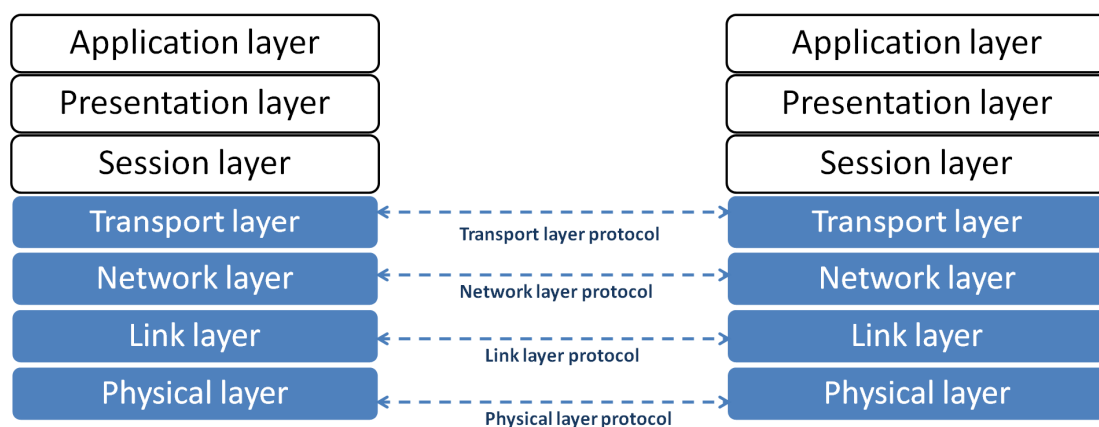 Application layer
Presentation layer
Session layer
Transport layer
Network layer
Link layer
Physical layer
Transport layer protocol
Network layer protocol
Link layer protocol
Physical layer protocol
Application layer
Presentation layer
Session layer
Transport layer
Network layer
Link layer
Physical layer